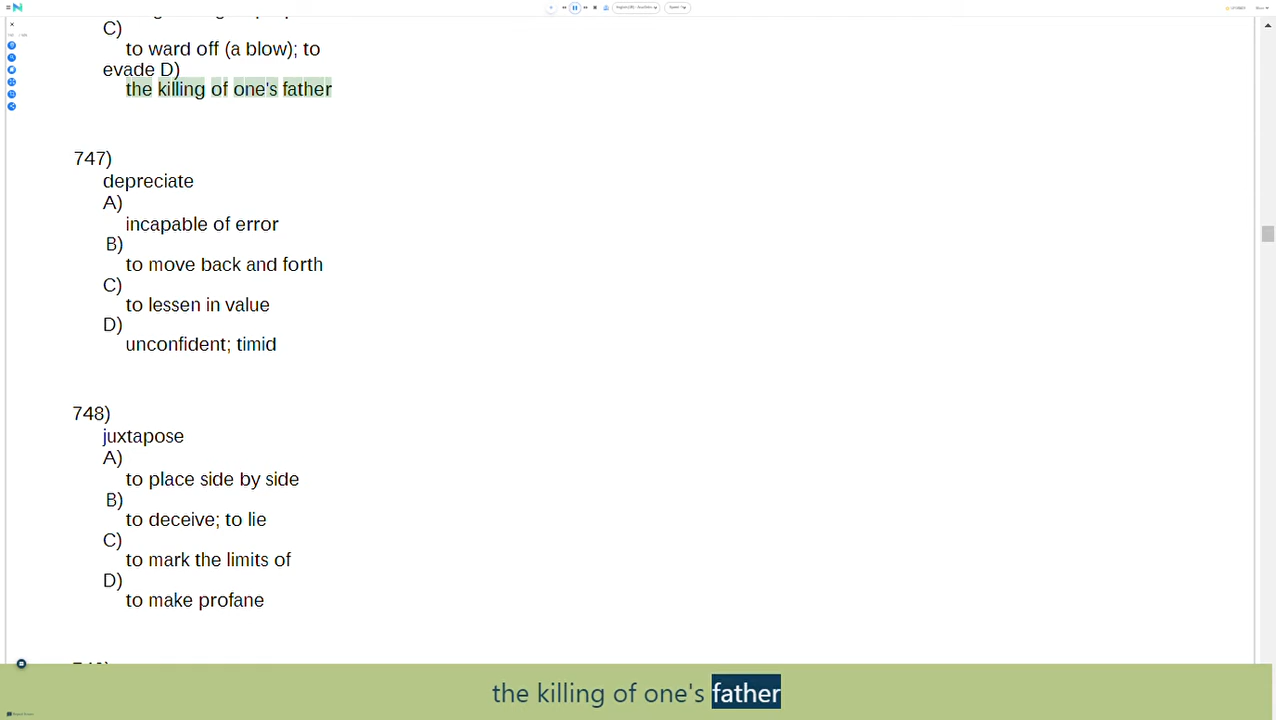 C)
to ward off (a blow); to
evade D)
the killing of one's father
747)
depreciate
A)
incapable of error
B)
to move back and forth
C)
to lessen in value
D)
unconfident; timid
748)
juxtapose
A)
to place side by side
B)
to deceive; to lie
C)
to mark the limits of
D)
to make profane
the killing of one's father